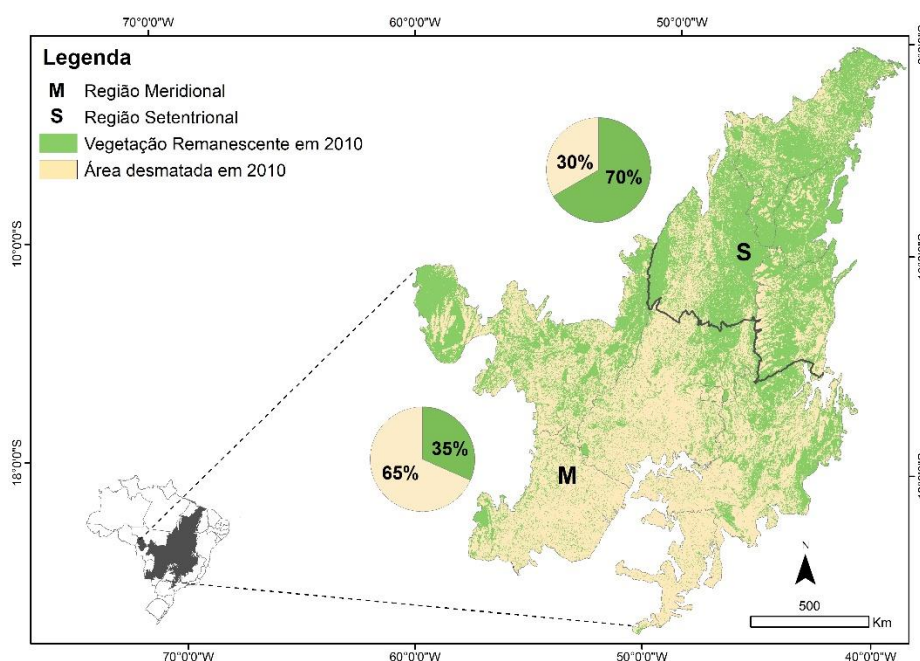 70°0'0"W
60°0'0"W
50°0'0"W
Legenda
M Região Meridional
S Região Setentrional
Vegetação Remanescente em 2010
Área desmatada em 2010
30%
70%
10°0'0"S
S
35%
65%
M
18°0'0"S
N
500
Km
70°0'0"W
60°0'0"W
50°0'0"W
40°0'0"W